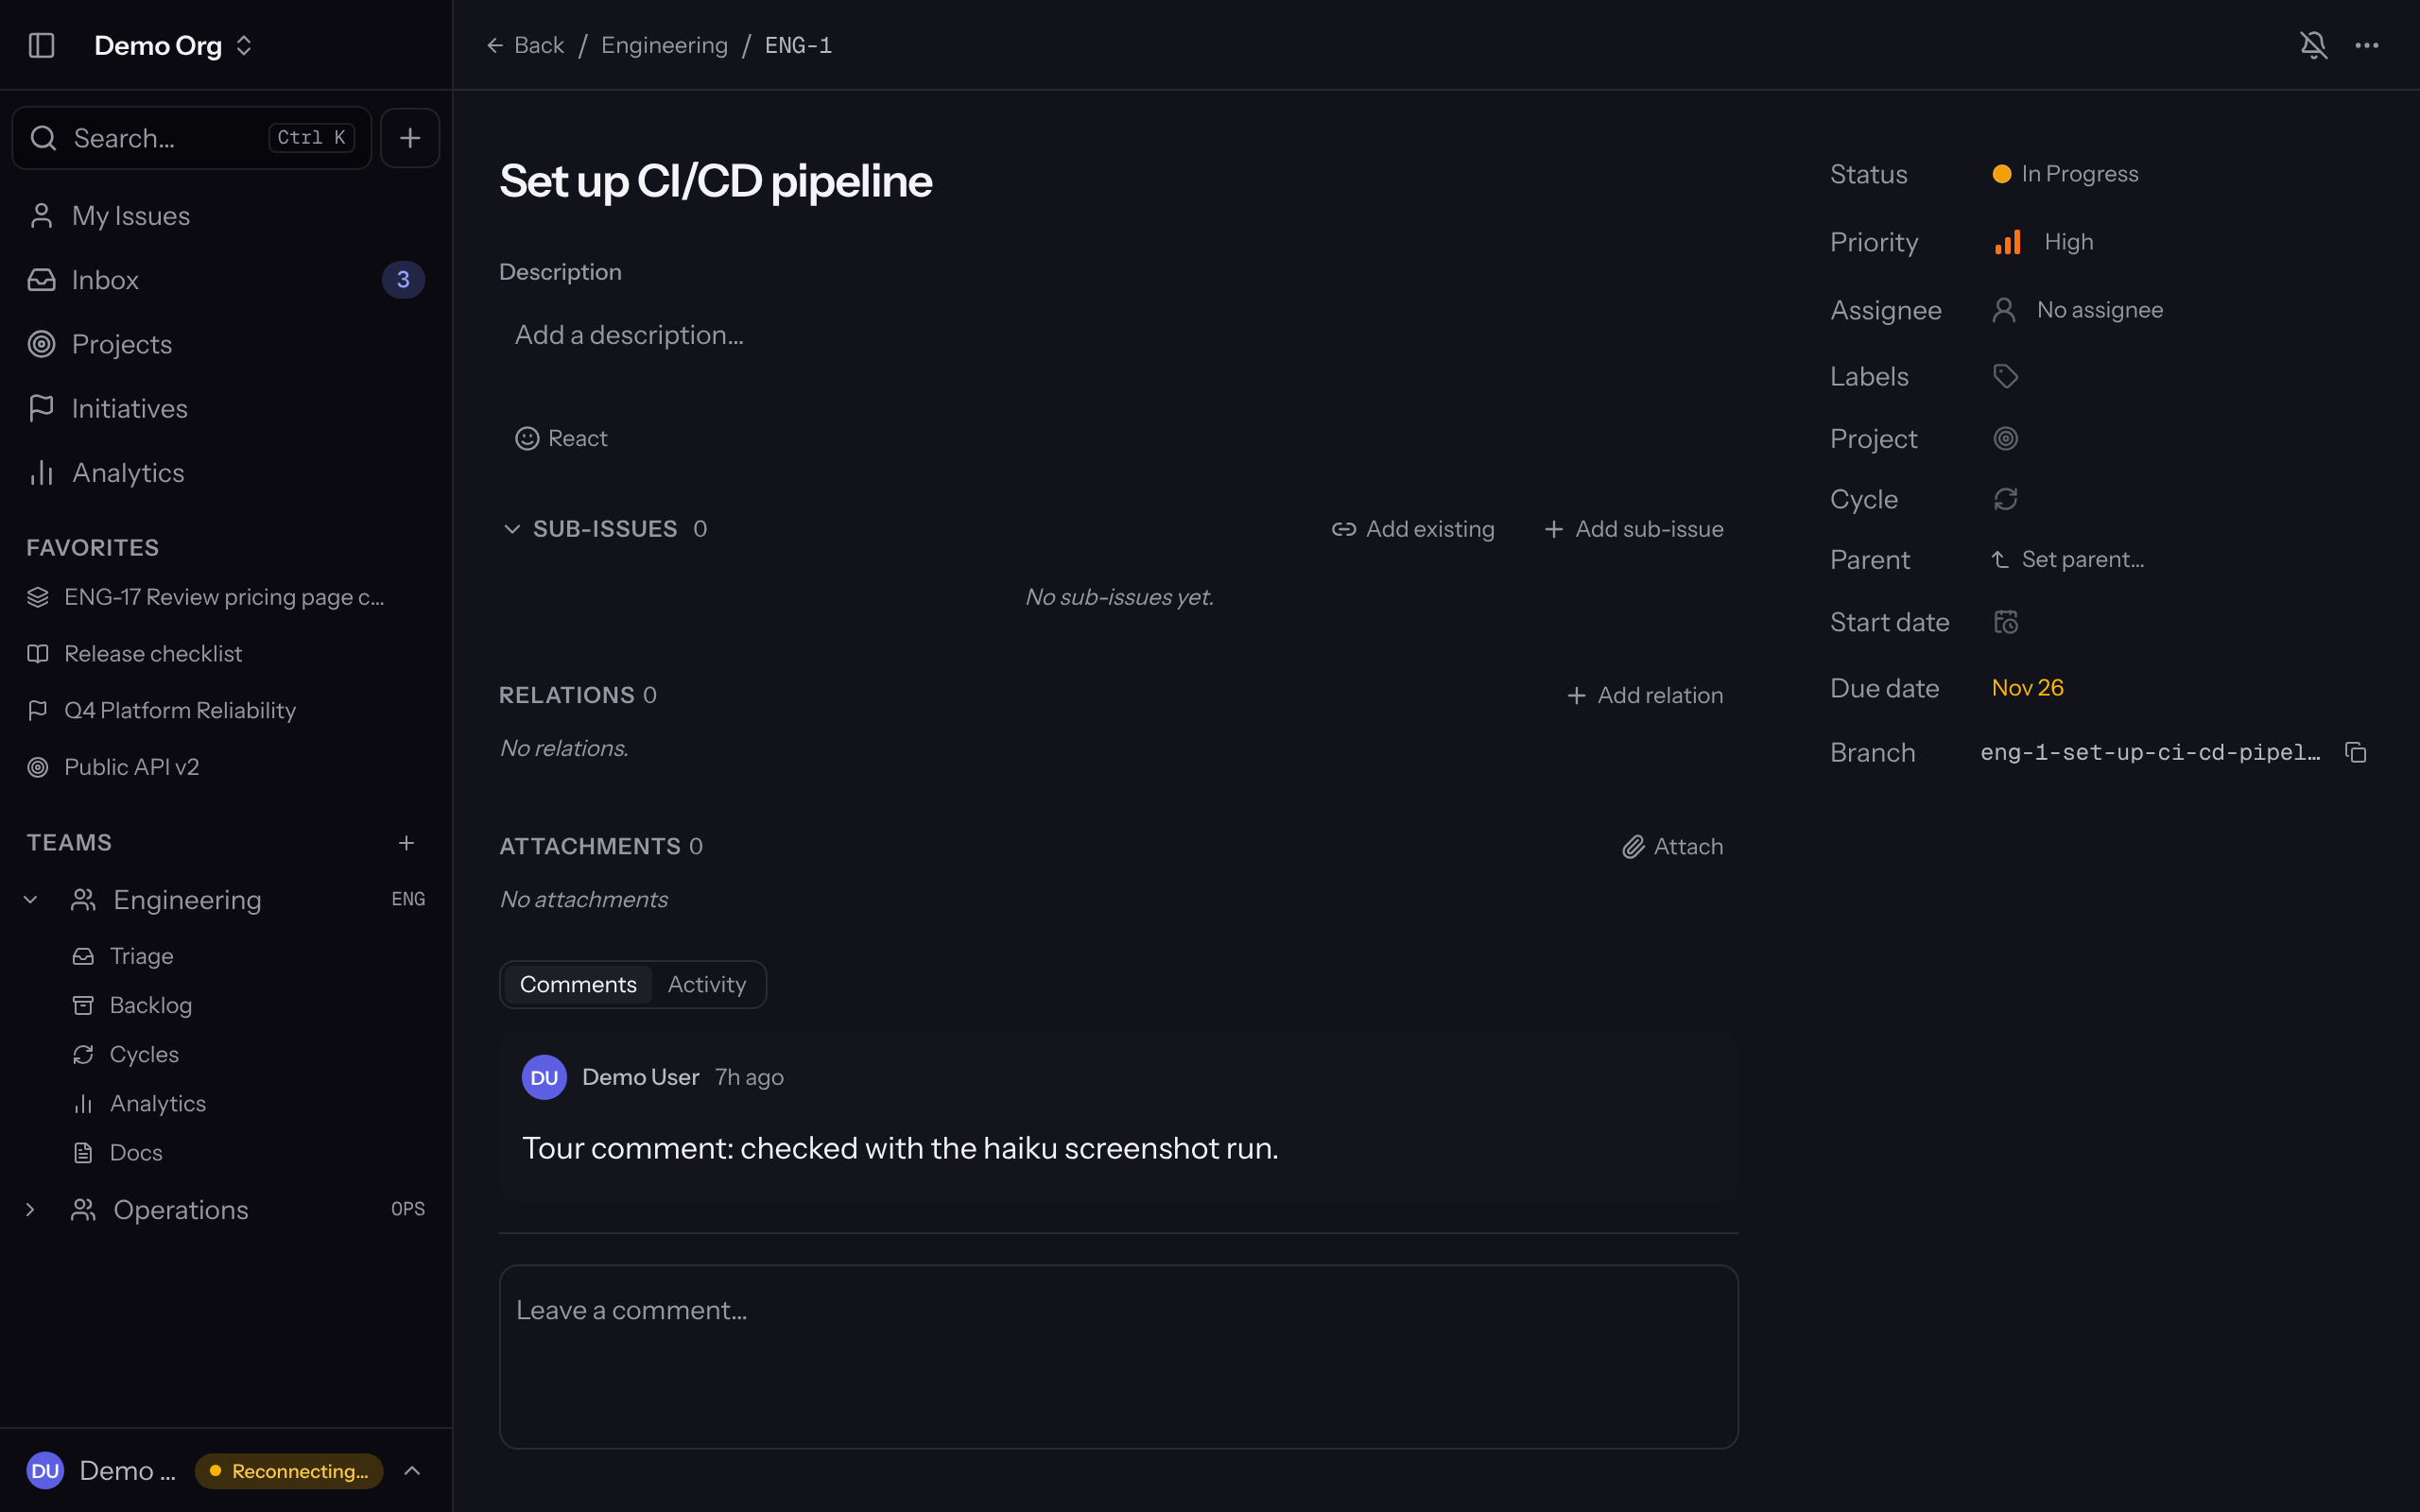 Demo Org
Search...
Ctrl K
My Issues
Inbox
3
Projects
Initiatives
Analytics
FAVORITES
ENG-17 Review pricing page c...
Release checklist
Q4 Platform Reliability
Public API v2
TEAMS
Engineering
ENG
Triage
Backlog
Cycles
Analytics
Docs
Operations
OPS
DU
Demo ...
Reconnecting...
Back / Engineering / ENG-1
Set up CI/CD pipeline
Description
Add a description...
React
SUB-ISSUES 0
Add existing
Add sub-issue
No sub-issues yet.
RELATIONS 0
Add relation
No relations.
ATTACHMENTS 0
Attach
No attachments
Comments
Activity
DU
Demo User 7h ago
Tour comment: checked with the haiku screenshot run.
Leave a comment...
Status
In Progress
Priority
High
Assignee
No assignee
Labels
Project
Cycle
Parent
Set parent...
Start date
Due date
Nov 26
Branch
eng-1-set-up-ci-cd-pipel...